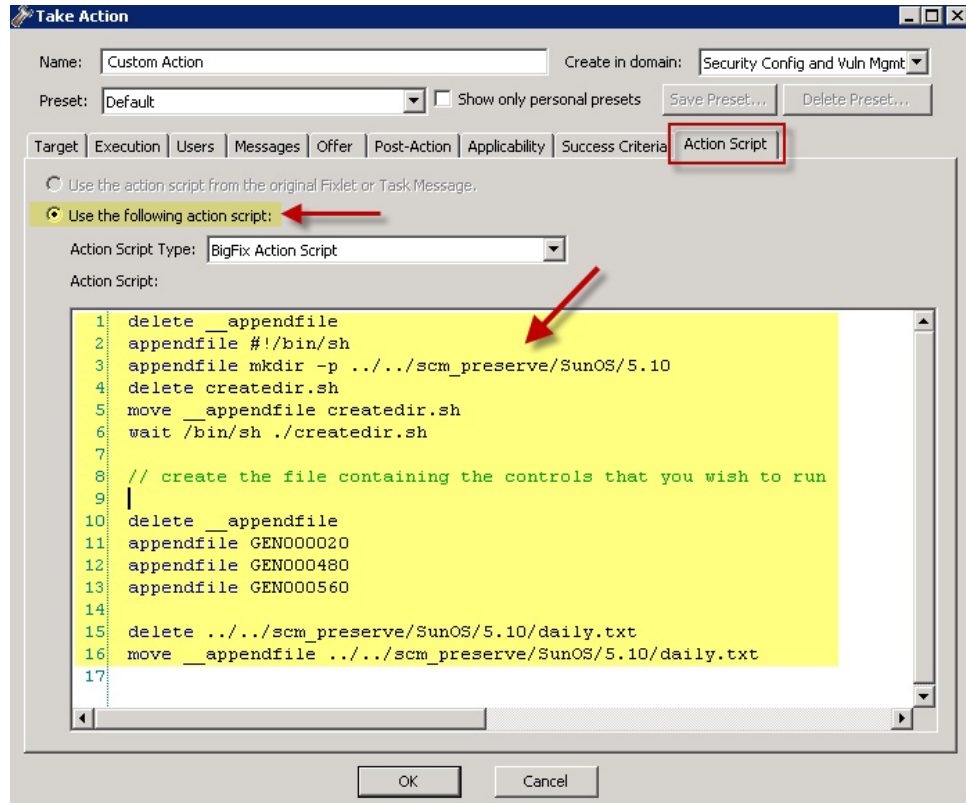 Take Action
Name: Custom Action Create in domain: Security Config and Vuln Mgmt
Preset: Default Show only personal presets Save Preset... Delete Preset...
Target Execution Users Messages Offer Post-Action Applicability Success Criteria Action Script
Use the action script from the original Fixlet or Task Message.
Use the following action script:
Action Script Type: BigFix Action Script
Action Script:
1 delete __appendfile
2 appendfile #!/bin/sh
3 appendfile mkdir -p ../../scm_preserve/SunOS/5.10
4 delete createdir.sh
5 move __appendfile createdir.sh
6 wait /bin/sh ./createdir.sh
7
8 // create the file containing the controls that you wish to run
9
10 delete __appendfile
11 appendfile GEN000020
12 appendfile GEN000480
13 appendfile GEN000560
14
15 delete ../../scm_preserve/SunOS/5.10/daily.txt
16 move __appendfile ../../scm_preserve/SunOS/5.10/daily.txt
17
OK Cancel